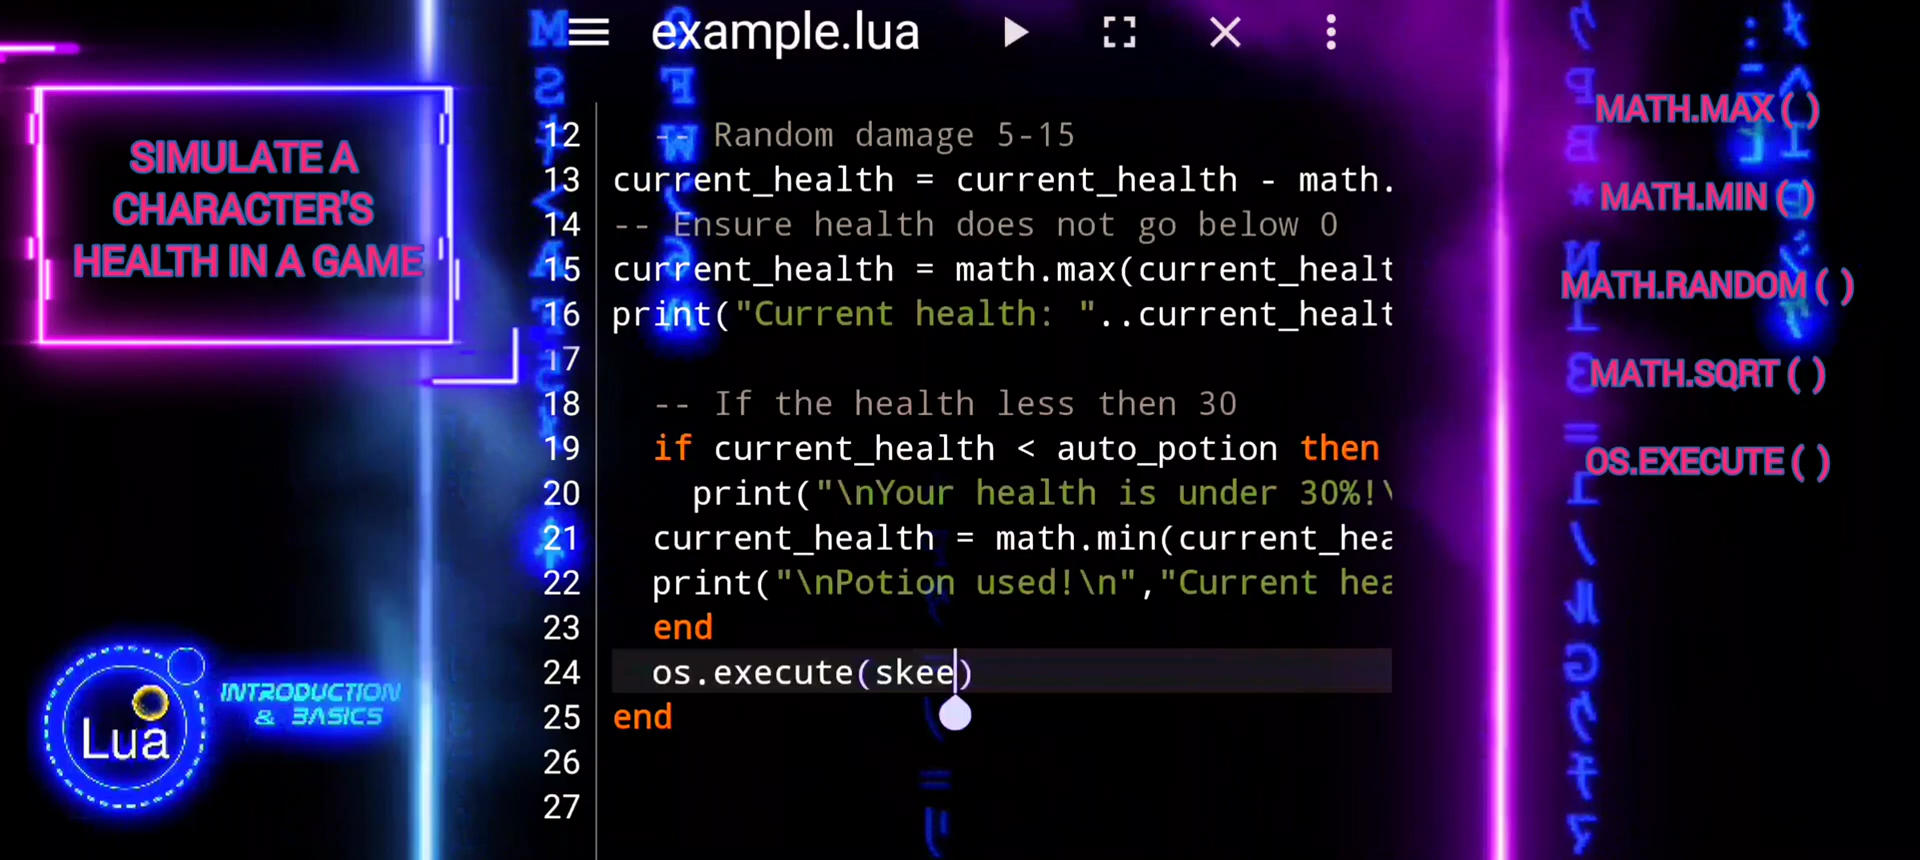 example.lua
SIMULATE A
CHARACTER'S
HEALTH IN A GAME
12 -- Random damage 5-15
13 current_health = current_health - math.
14 -- Ensure health does not go below 0
15 current_health = math.max(current_healt
16 print("Current health: "..current_healt
17
18 -- If the health less then 30
19 if current_health < auto_potion then
20 print("\nYour health is under 30%!\
21 current_health = math.min(current_hea
22 print("\nPotion used!\n","Current hea
23 end
24 os.execute(skee)
25 end
26
27
MATH.MAX ( )
MATH.MIN ( )
MATH.RANDOM ( )
MATH.SQRT ( )
OS.EXECUTE ( )
Lua
INTRODUCTION
& BASICS